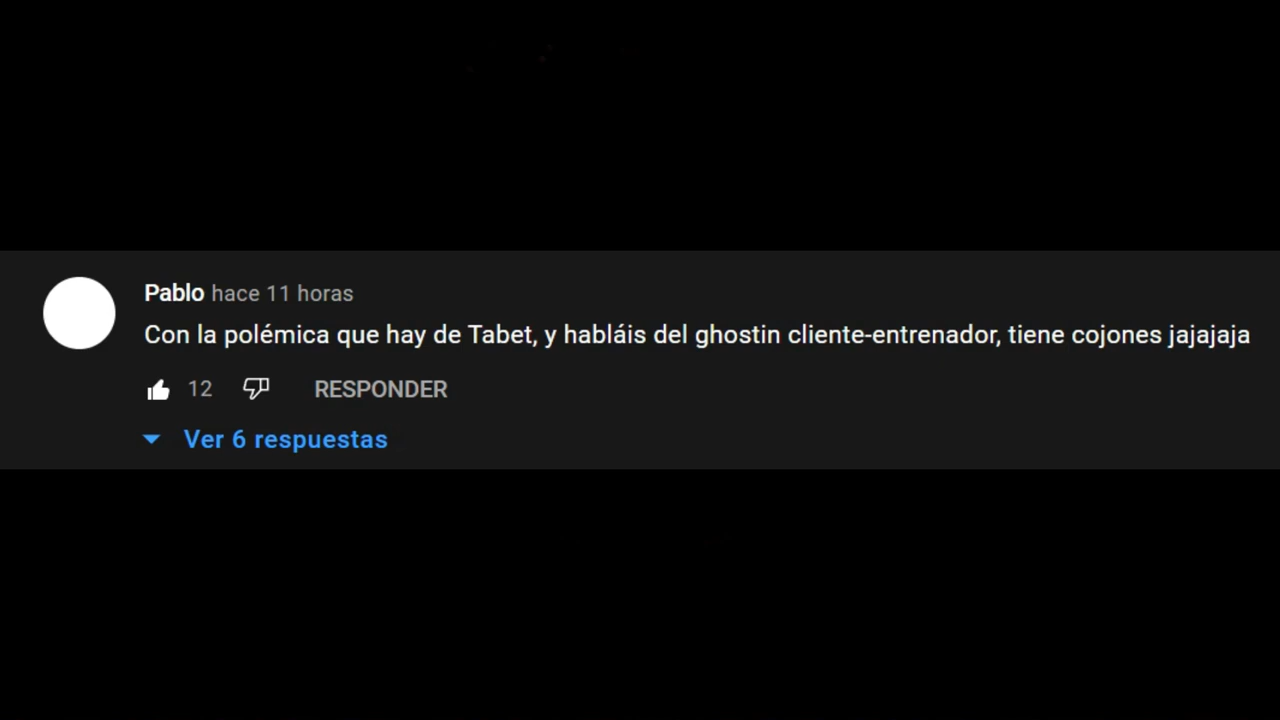 Pablo hace 11 horas
Con la polémica que hay de Tabet, y habláis del ghostin cliente-entrenador, tiene cojones jajajaja
12 RESPONDER
Ver 6 respuestas